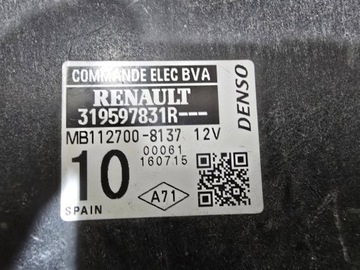 COMMANDE ELEC BVA
RENAULT
319597831R---
MB112700-8137 12V
00061
160715
10
A71
SPAIN
DENSO